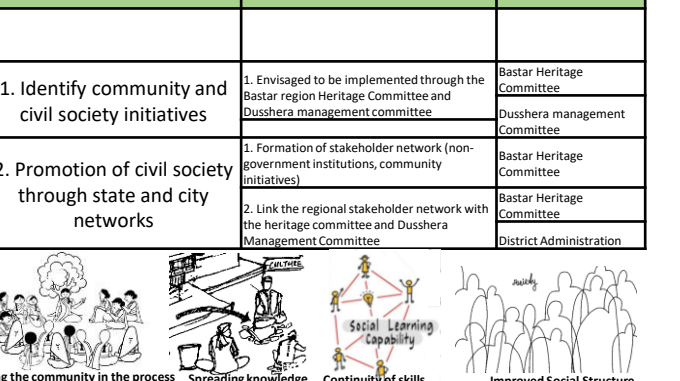 1. Identify community and
civil society initiatives
1. Envisaged to be implemented through the
Bastar region Heritage Committee and
Dusshera management committee
Bastar Heritage
Committee
Dusshera management
Committee
2. Promotion of civil society
through state and city
networks
1. Formation of stakeholder network (non-
government institutions, community
initiatives)
Bastar Heritage
Committee
2. Link the regional stakeholder network with
the heritage committee and Dusshera
Management Committee
Bastar Heritage
Committee
District Administration
CULTURE
Social Learning
Capability
society
the community in the process
Spreading knowledge
Continuity of skills
Improved Social Structure